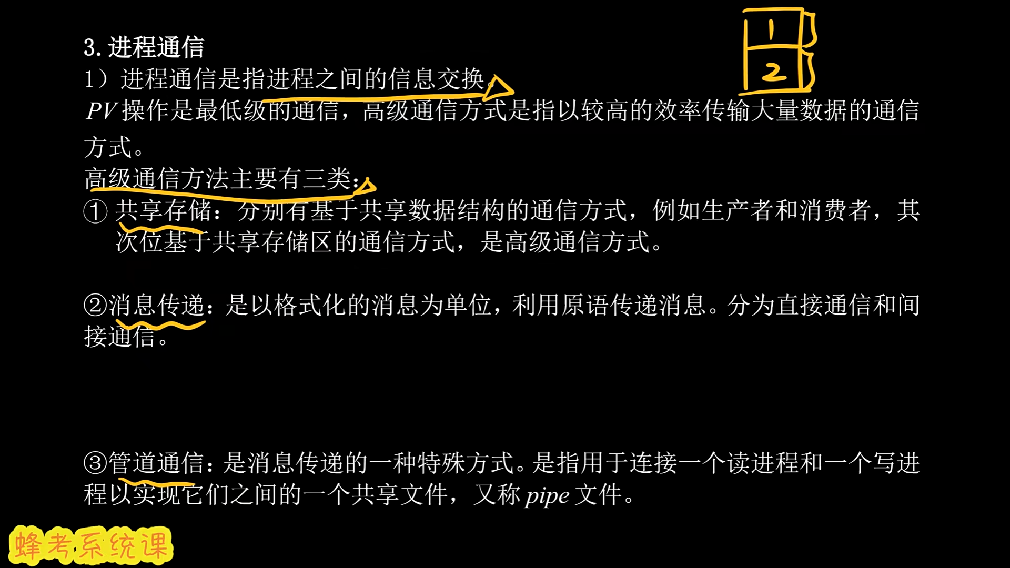 3.进程通信
1）进程通信是指进程之间的信息交换
PV操作是最低级的通信，高级通信方式是指以较高的效率传输大量数据的通信
方式。
高级通信方法主要有三类：
① 共享存储：分别有基于共享数据结构的通信方式，例如生产者和消费者，其
次位基于共享存储区的通信方式，是高级通信方式。
②消息传递：是以格式化的消息为单位，利用原语传递消息。分为直接通信和间
接通信。
③管道通信：是消息传递的一种特殊方式。是指用于连接一个读进程和一个写进
程以实现它们之间的一个共享文件，又称 pipe 文件。
1
2
蜂考系统课